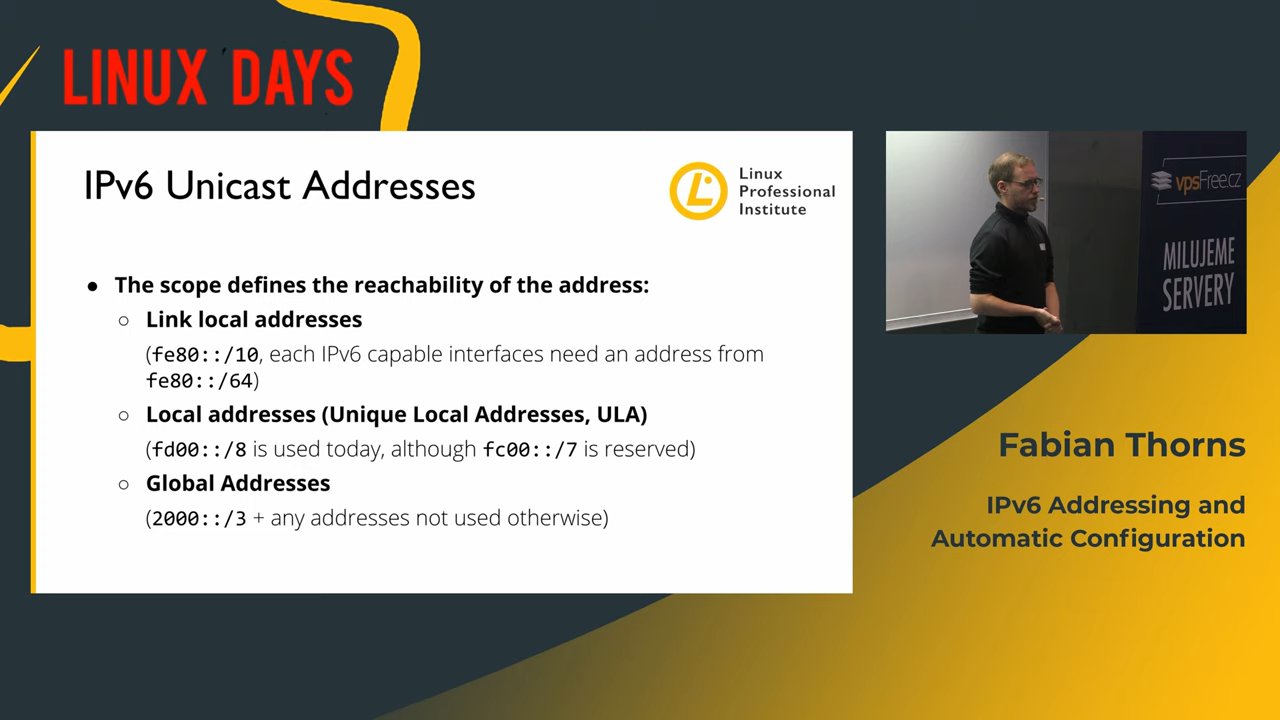 LINUX DAYS
IPv6 Unicast Addresses
Linux
Professional
Institute
● The scope defines the reachability of the address:
○ Link local addresses
(fe80::/10, each IPv6 capable interfaces need an address from
fe80::/64)
○ Local addresses (Unique Local Addresses, ULA)
(fd00::/8 is used today, although fc00::/7 is reserved)
○ Global Addresses
(2000::/3 + any addresses not used otherwise)
vpsFree.cz
MILUJEME
SERVERY
Fabian Thorns
IPv6 Addressing and
Automatic Configuration